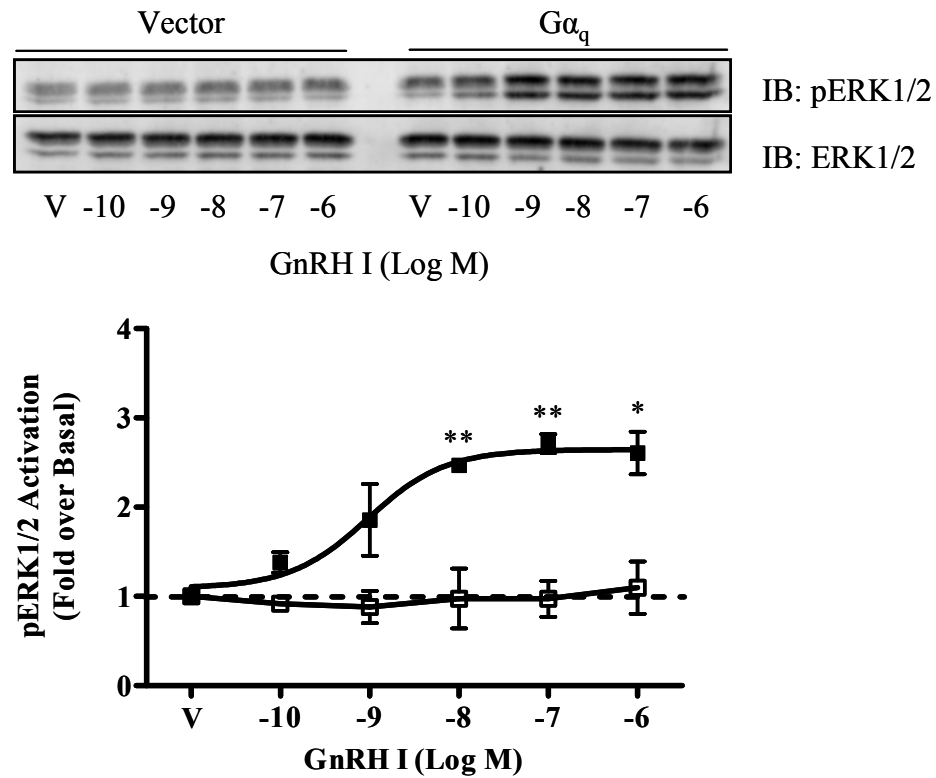 Vector Gαq
IB: pERK1/2
IB: ERK1/2
V -10 -9 -8 -7 -6 V -10 -9 -8 -7 -6
GnRH I (Log M)
pERK1/2 Activation
(Fold over Basal)
4
3
2
1
0
** ** *
V -10 -9 -8 -7 -6
GnRH I (Log M)